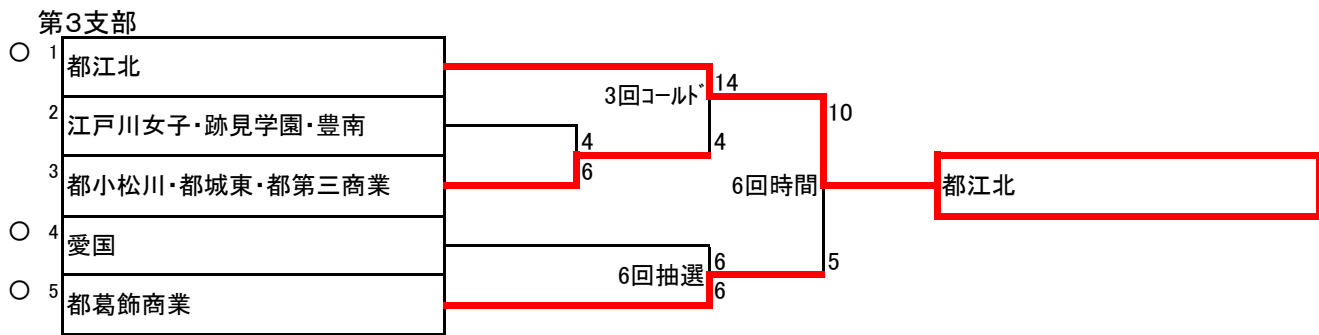 第3支部
○ 1 都江北
2 江戸川女子・跡見学園・豊南
○ 3 都小松川・都城東・都第三商業
○ 4 愛国
○ 5 都葛飾商業
3回コールド
14
4
4
6
10
6回時間
5
6回抽選
6
6
都江北